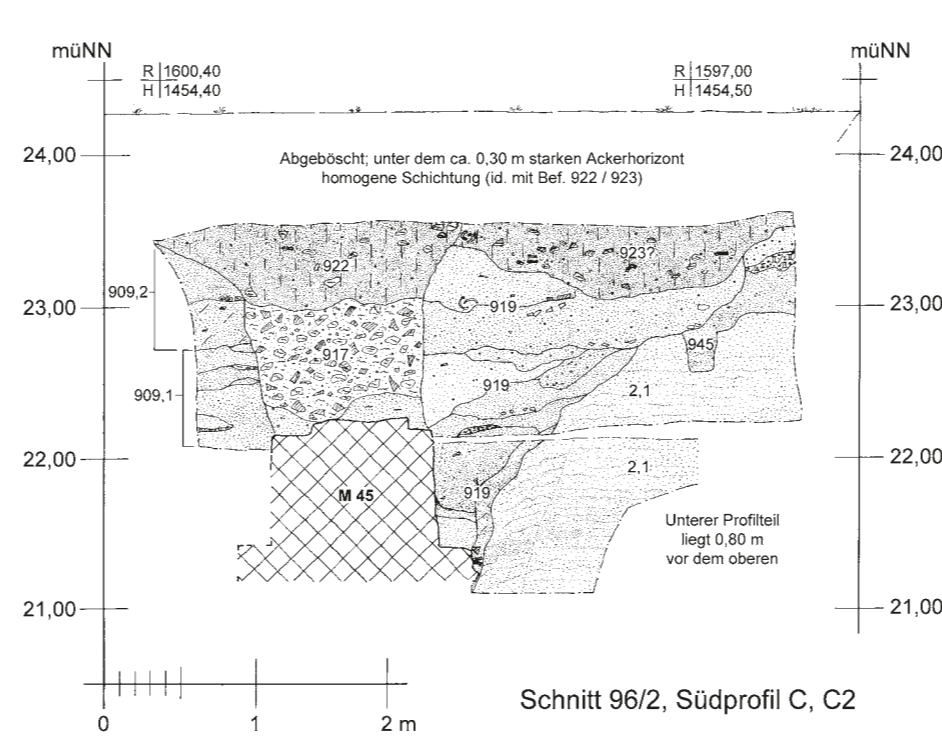 müNN
müNN
R 1600,40
H 1454,40
R 1597,00
H 1454,50
24,00
24,00
Abgeböscht; unter dem ca. 0,30 m starken Ackerhorizont
homogene Schichtung (id. mit Bef. 922 / 923)
922
923?
909,2
23,00
919
23,00
917
945
919
2,1
909,1
22,00
22,00
2,1
M 45
919
Unterer Profilteil
liegt 0,80 m
vor dem oberen
21,00
21,00
0
1
2 m
Schnitt 96/2, Südprofil C, C2